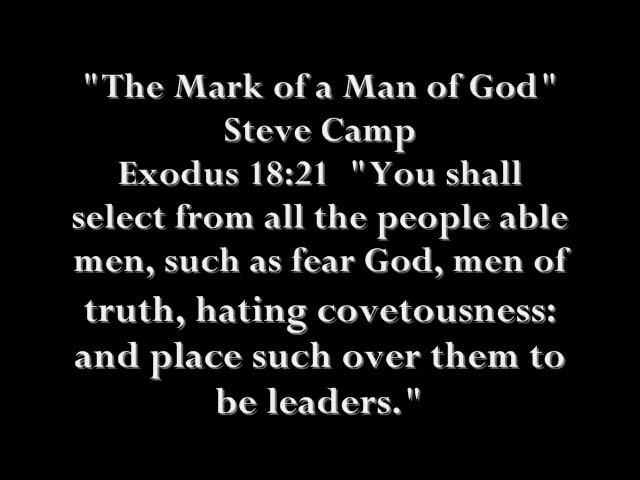 "The Mark of a Man of God"
Steve Camp
Exodus 18:21  "You shall
select from all the people able
men, such as fear God, men of
truth, hating covetousness:
and place such over them to
be leaders."